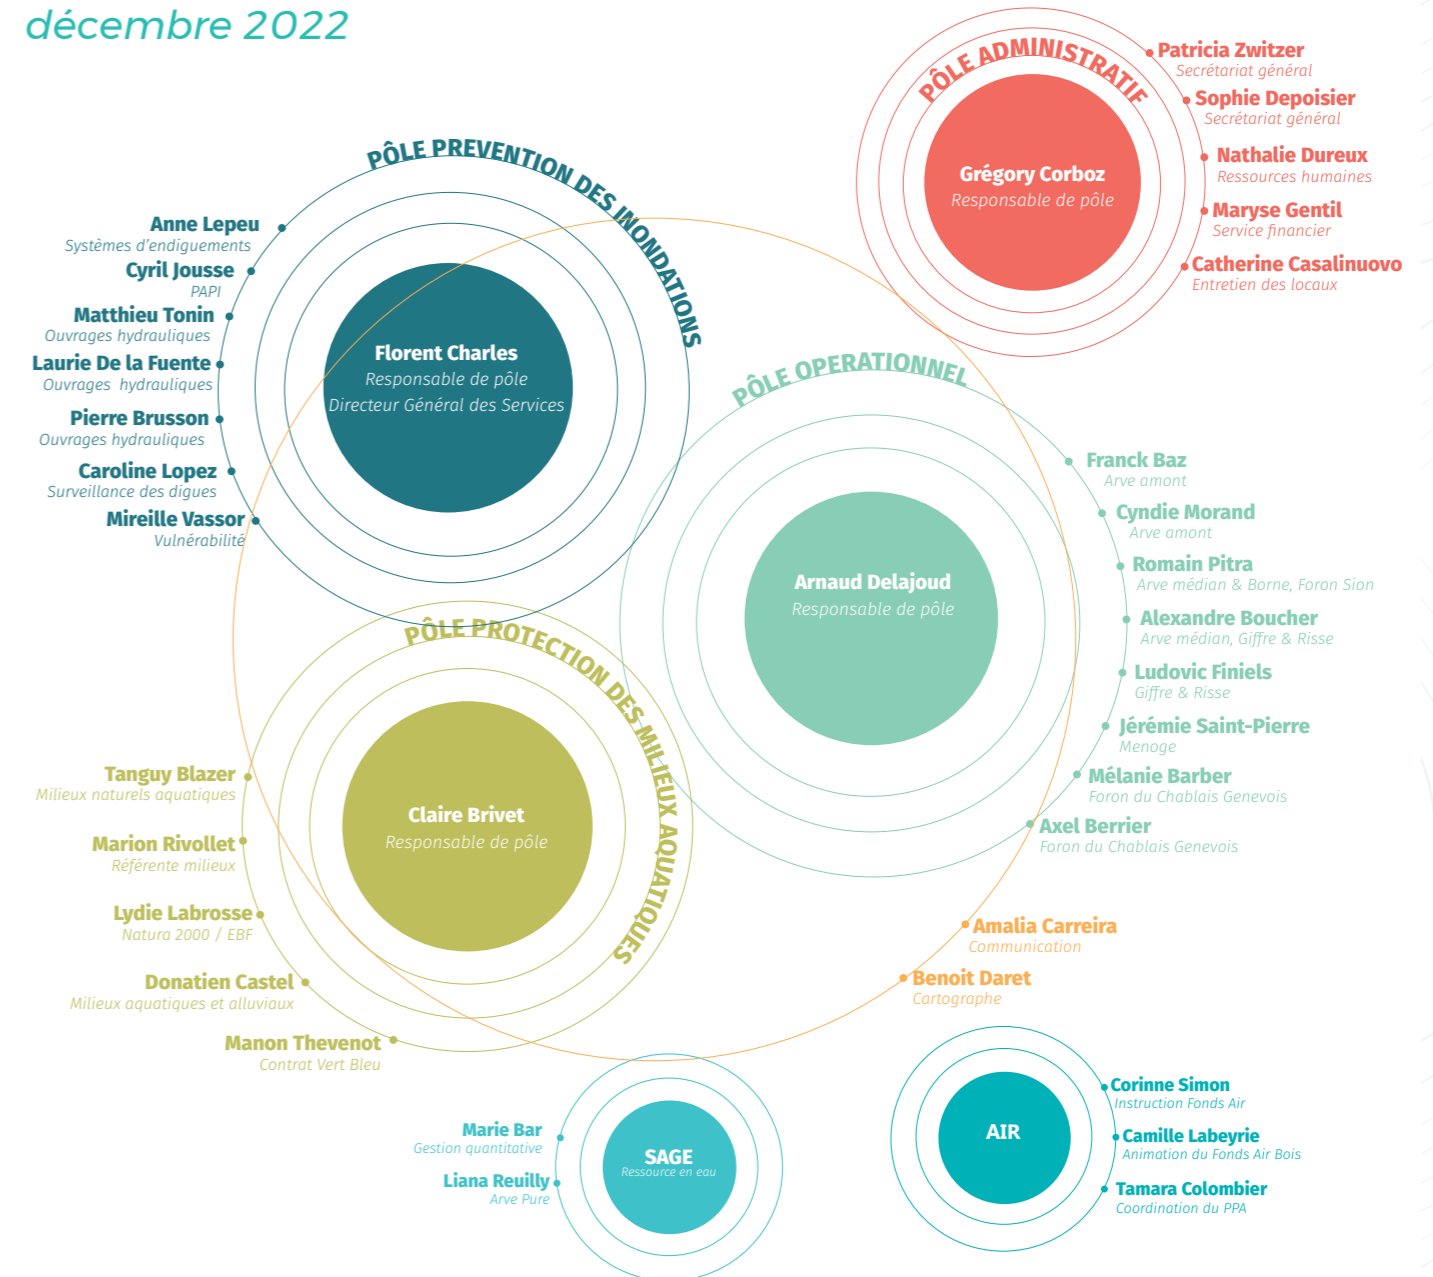 décembre 2022
PÔLE ADMINISTRATIF
Grégory Corboz
Responsable de pôle
Patricia Zwitzer
Secrétariat général
Sophie Depoisier
Secrétariat général
Nathalie Dureux
Ressources humaines
Maryse Gentil
Service financier
Catherine Casalinuovo
Entretien des locaux
PÔLE PREVENTION DES INONDATIONS
Florent Charles
Responsable de pôle
Directeur Général des Services
Anne Lepeu
Systèmes d'endiguements
Cyril Jousse
PAPI
Matthieu Tonin
Ouvrages hydrauliques
Laurie De la Fuente
Ouvrages hydrauliques
Pierre Brusson
Ouvrages hydrauliques
Caroline Lopez
Surveillance des digues
Mireille Vassor
Vulnérabilité
PÔLE OPERATIONNEL
Arnaud Delajoud
Responsable de pôle
Franck Baz
Arve amont
Cyndie Morand
Arve amont
Romain Pitra
Arve médian & Borne, Foron Sion
Alexandre Boucher
Arve médian, Giffre & Risse
Ludovic Finiels
Giffre & Risse
Jérémie Saint-Pierre
Menoge
Mélanie Barber
Foron du Chablais Genevois
Axel Berrier
Foron du Chablais Genevois
PÔLE PROTECTION DES MILIEUX AQUATIQUES
Claire Brivet
Responsable de pôle
Tanguy Blazer
Milieux naturels aquatiques
Marion Rivollet
Référente milieux
Lydie Labrosse
Natura 2000 / EBF
Donatien Castel
Milieux aquatiques et alluviaux
Manon Thevenot
Contrat Vert Bleu
Amalia Carreira
Communication
Benoit Daret
Cartographe
SAGE
Ressource en eau
Marie Bar
Gestion quantitative
Liana Reuilly
Arve Pure
AIR
Corinne Simon
Instruction Fonds Air
Camille Labeyrie
Animation du Fonds Air Bois
Tamara Colombier
Coordination du PPA